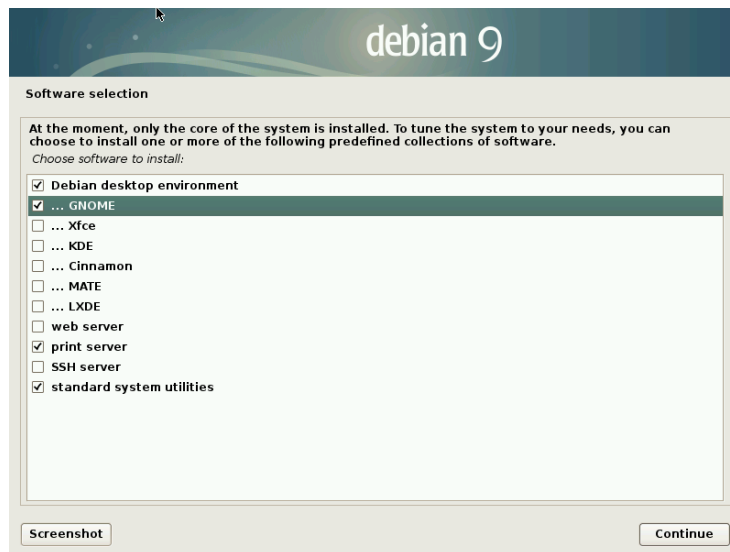 debian 9
Software selection
At the moment, only the core of the system is installed. To tune the system to your needs, you can
choose to install one or more of the following predefined collections of software.
Choose software to install:
Debian desktop environment
... GNOME
... Xfce
... KDE
... Cinnamon
... MATE
... LXDE
web server
print server
SSH server
standard system utilities
Screenshot
Continue